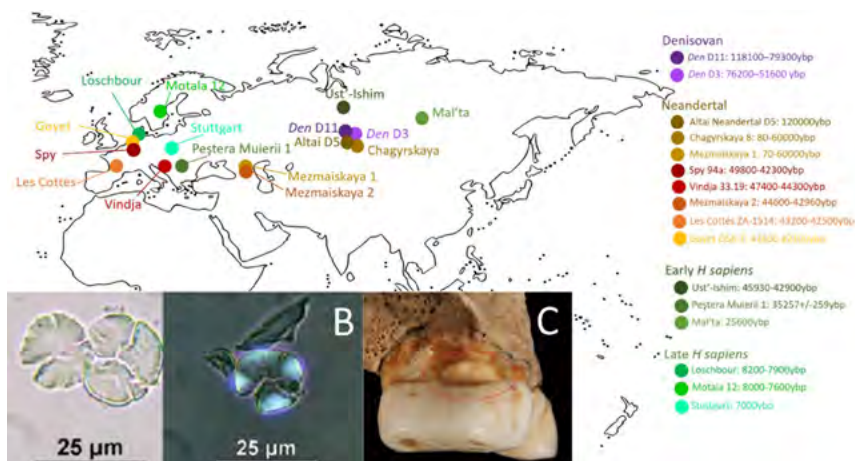 Loschbour
Motala 12
Goyet
Stuttgart
Spy
Peştera Muierii 1
Les Cottes
Vindja
Mezmaiskaya 1
Mezmaiskaya 2
Ust'-Ishim
Mal'ta
Den D11
Den D3
Altai D5
Chagyrskaya
Denisovan
Den D11: 118100–79300ybp
Den D3: 76200–51600 ybp
Neandertal
Altai Neandertal D5: 120000ybp
Chagyrskaya 8: 80-60000ybp
Mezmaiskaya 1: 70-60000ybp
Spy 94a: 49800-42300ybp
Vindja 33.19: 47400-44300ybp
Mezmaiskaya 2: 44600-42960ybp
Les Cottés ZA-1514: 43200-42500ybp
Early H sapiens
Ust'-Ishim: 45930-42900ybp
Peştera Muierii 1: 35257+/-259ybp
Mal'ta: 25600ybp
Late H sapiens
Loschbour: 8200-7900ybp
Motala 12: 8000-7600ybp
Stuttgart: 7000ybp
25 µm
B
25 µm
C